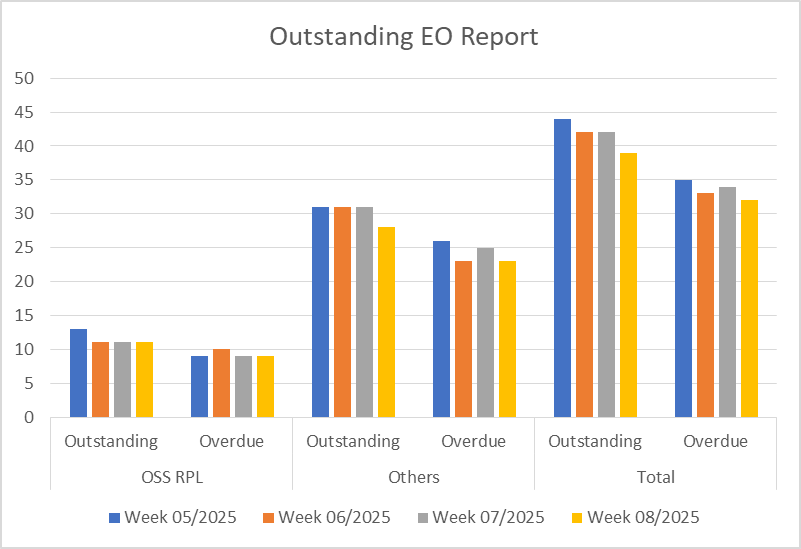 Outstanding EO Report
50
45
40
35
30
25
20
15
10
5
0
Outstanding Overdue Outstanding Overdue Outstanding Overdue
OSS RPL Others Total
Week 05/2025 Week 06/2025 Week 07/2025 Week 08/2025